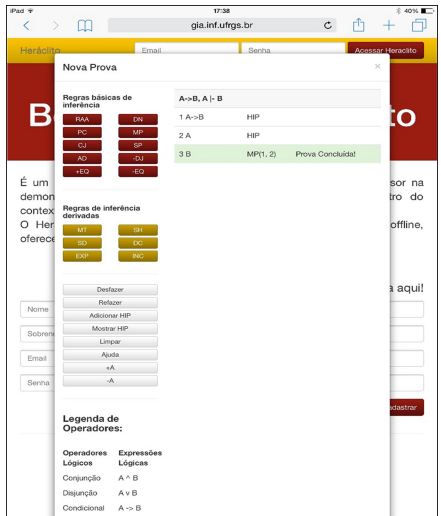 iPad 17:38 40%
gia.inf.ufrgs.br
Heráclito Email Senha Acessar Heraclito
Nova Prova ×
B to
Regras básicas de
inferência
RAA DN
PC MP
CJ SP
AD -DJ
+EQ -EQ
A->B, A |- B
1 A->B HIP
2 A HIP
3 B MP(1, 2) Prova Concluída!
É um sor na
demon tro do
contex
O Her offline,
oferece
Regras de inferência
derivadas
MT SH
SD DC
EXP INC
Desfazer
Refazer
Adicionar HIP
Mostrar HIP
Limpar
Ajuda
+A
-A
a aqui!
Nome
Sobren
Email
Senha
adastrar
Legenda de
Operadores:
Operadores Expressões
Lógicos Lógicas
Conjunção A ^ B
Disjunção A v B
Condicional A -> B